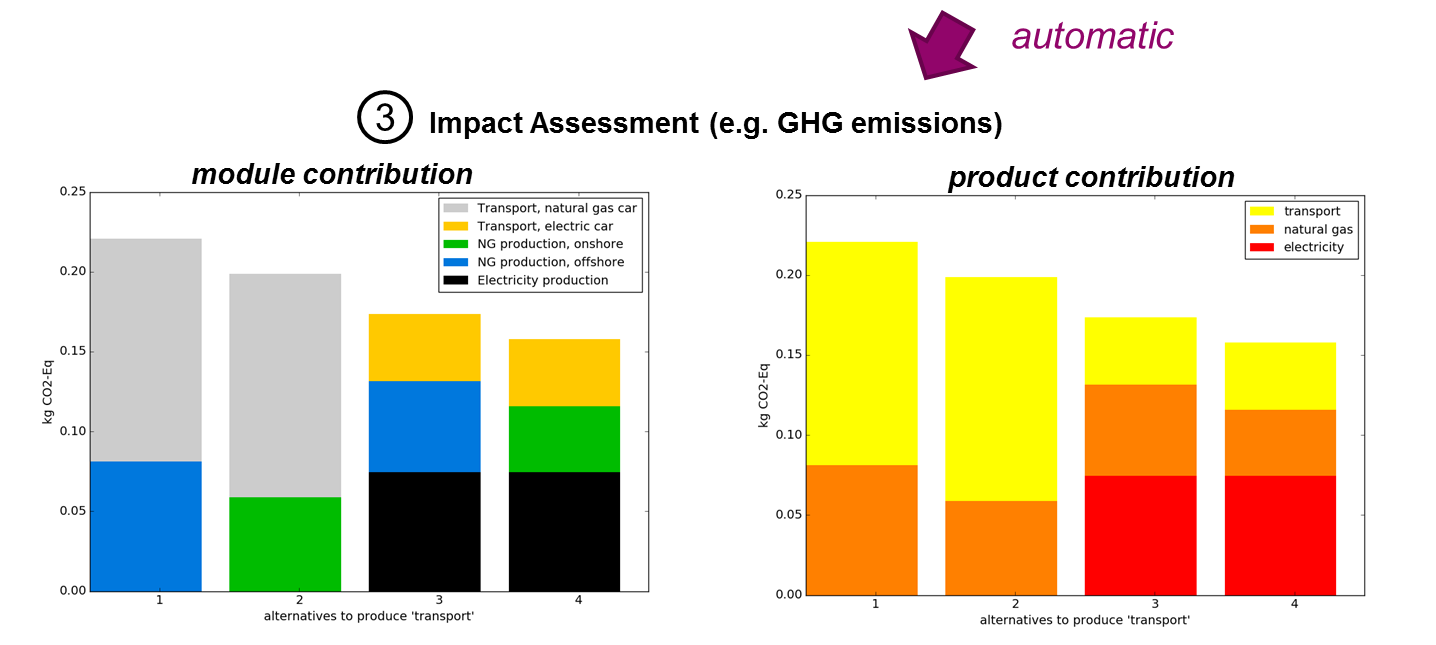 automatic
3 Impact Assessment (e.g. GHG emissions)
module contribution
0.25
0.20
0.15
0.10
0.05
0.00
kg CO2-Eq
Transport, natural gas car
Transport, electric car
NG production, onshore
NG production, offshore
Electricity production
1 2 3 4
alternatives to produce 'transport'
product contribution
0.25
0.20
0.15
0.10
0.05
0.00
kg CO2-Eq
transport
natural gas
electricity
1 2 3 4
alternatives to produce 'transport'